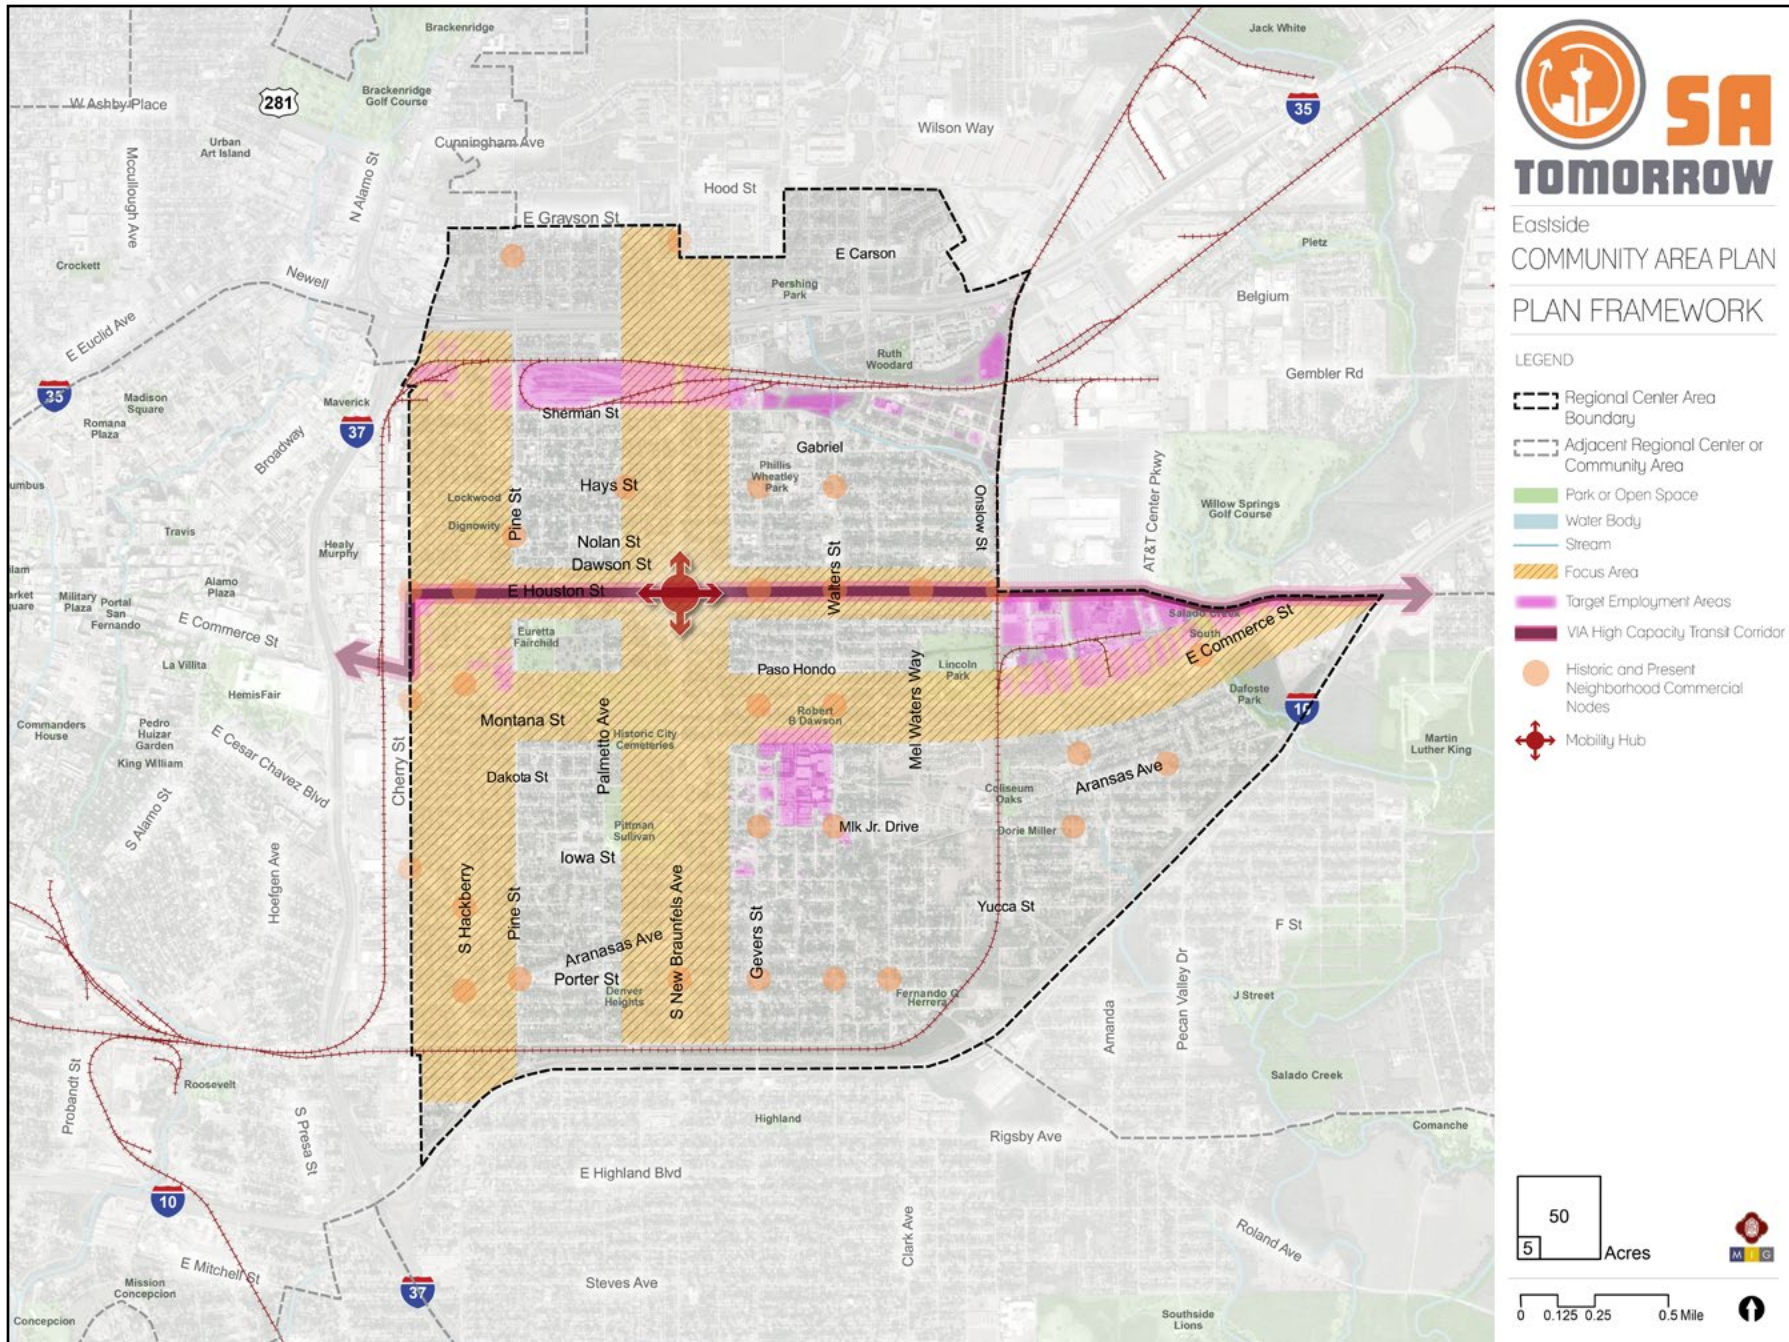 Brackenridge
Jack White
W Ashby Place
281
Brackenridge
Golf Course
35
Urban
Art Island
Cunningham Ave
Wilson Way
Mccullough Ave
N Alamo St
Hood St
E Grayson St
E Carson
Pletz
Crockett
Newell
Pershing
Park
Belgium
E Euclid Ave
Ruth
Woodard
Gembler Rd
35
Madison
Square
Maverick
37
Romana
Plaza
Broadway
Sherman St
Gabriel
Phillis
Wheatley
Park
umbus
Lockwood
Pine St
Hays St
Onslow St
AT&T Center Pkwy
Willow Springs
Golf Course
Dignowity
Travis
Healy
Murphy
Nolan St
Dawson St
ilam
Alamo
Plaza
E Houston St
Walters St
arket
quare
Military
Plaza
Portal
San
Fernando
E Commerce St
Salado Creek
South
E Commerce St
Euretta
Fairchild
La Villita
Paso Hondo
Mel Waters Way
Lincoln
Park
HemisFair
Dafoste
Park
10
Commanders
House
Pedro
Huizar
Garden
E Cesar Chavez Blvd
Cherry St
Montana St
Palmetto Ave
Historic City
Cemeteries
Robert
B Dawson
Martin
Luther King
King William
Dakota St
Aransas Ave
Coliseum
Oaks
S Alamo St
Pittman
Sullivan
Mlk Jr. Drive
Dorie Miller
Iowa St
Hoefgen Ave
S Hackberry
Pine St
S New Braunfels Ave
Gevers St
Yucca St
F St
Aranasas Ave
Porter St
Denver
Heights
Fernando G
Herrera
J Street
Amanda
Pecan Valley Dr
Salado Creek
Probandt St
Roosevelt
S Presa St
Highland
Rigsby Ave
Comanche
E Highland Blvd
10
Clark Ave
Roland Ave
E Mitchell St
Mission
Concepcion
37
Steves Ave
Concepcion
Southside
Lions
SA
TOMORROW
Eastside
COMMUNITY AREA PLAN
PLAN FRAMEWORK
LEGEND
Regional Center Area
Boundary
Adjacent Regional Center or
Community Area
Park or Open Space
Water Body
Stream
Focus Area
Target Employment Areas
VIA High Capacity Transit Corridor
Historic and Present
Neighborhood Commercial
Nodes
Mobility Hub
50
5
Acres
M I G
0 0.125 0.25 0.5 Mile